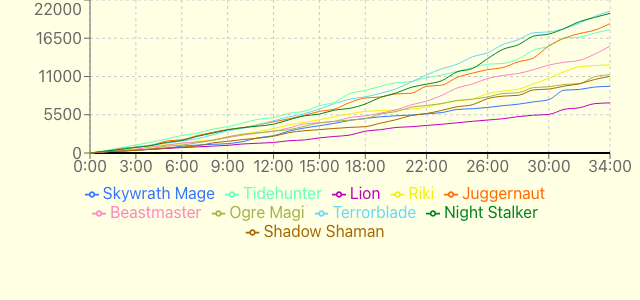 22000
16500
11000
5500
0
0:00 3:00 6:00 9:00 12:00 15:00 18:00 22:00 26:00 30:00 34:00
Skywrath Mage Tidehunter Lion Riki Juggernaut
Beastmaster Ogre Magi Terrorblade Night Stalker
Shadow Shaman